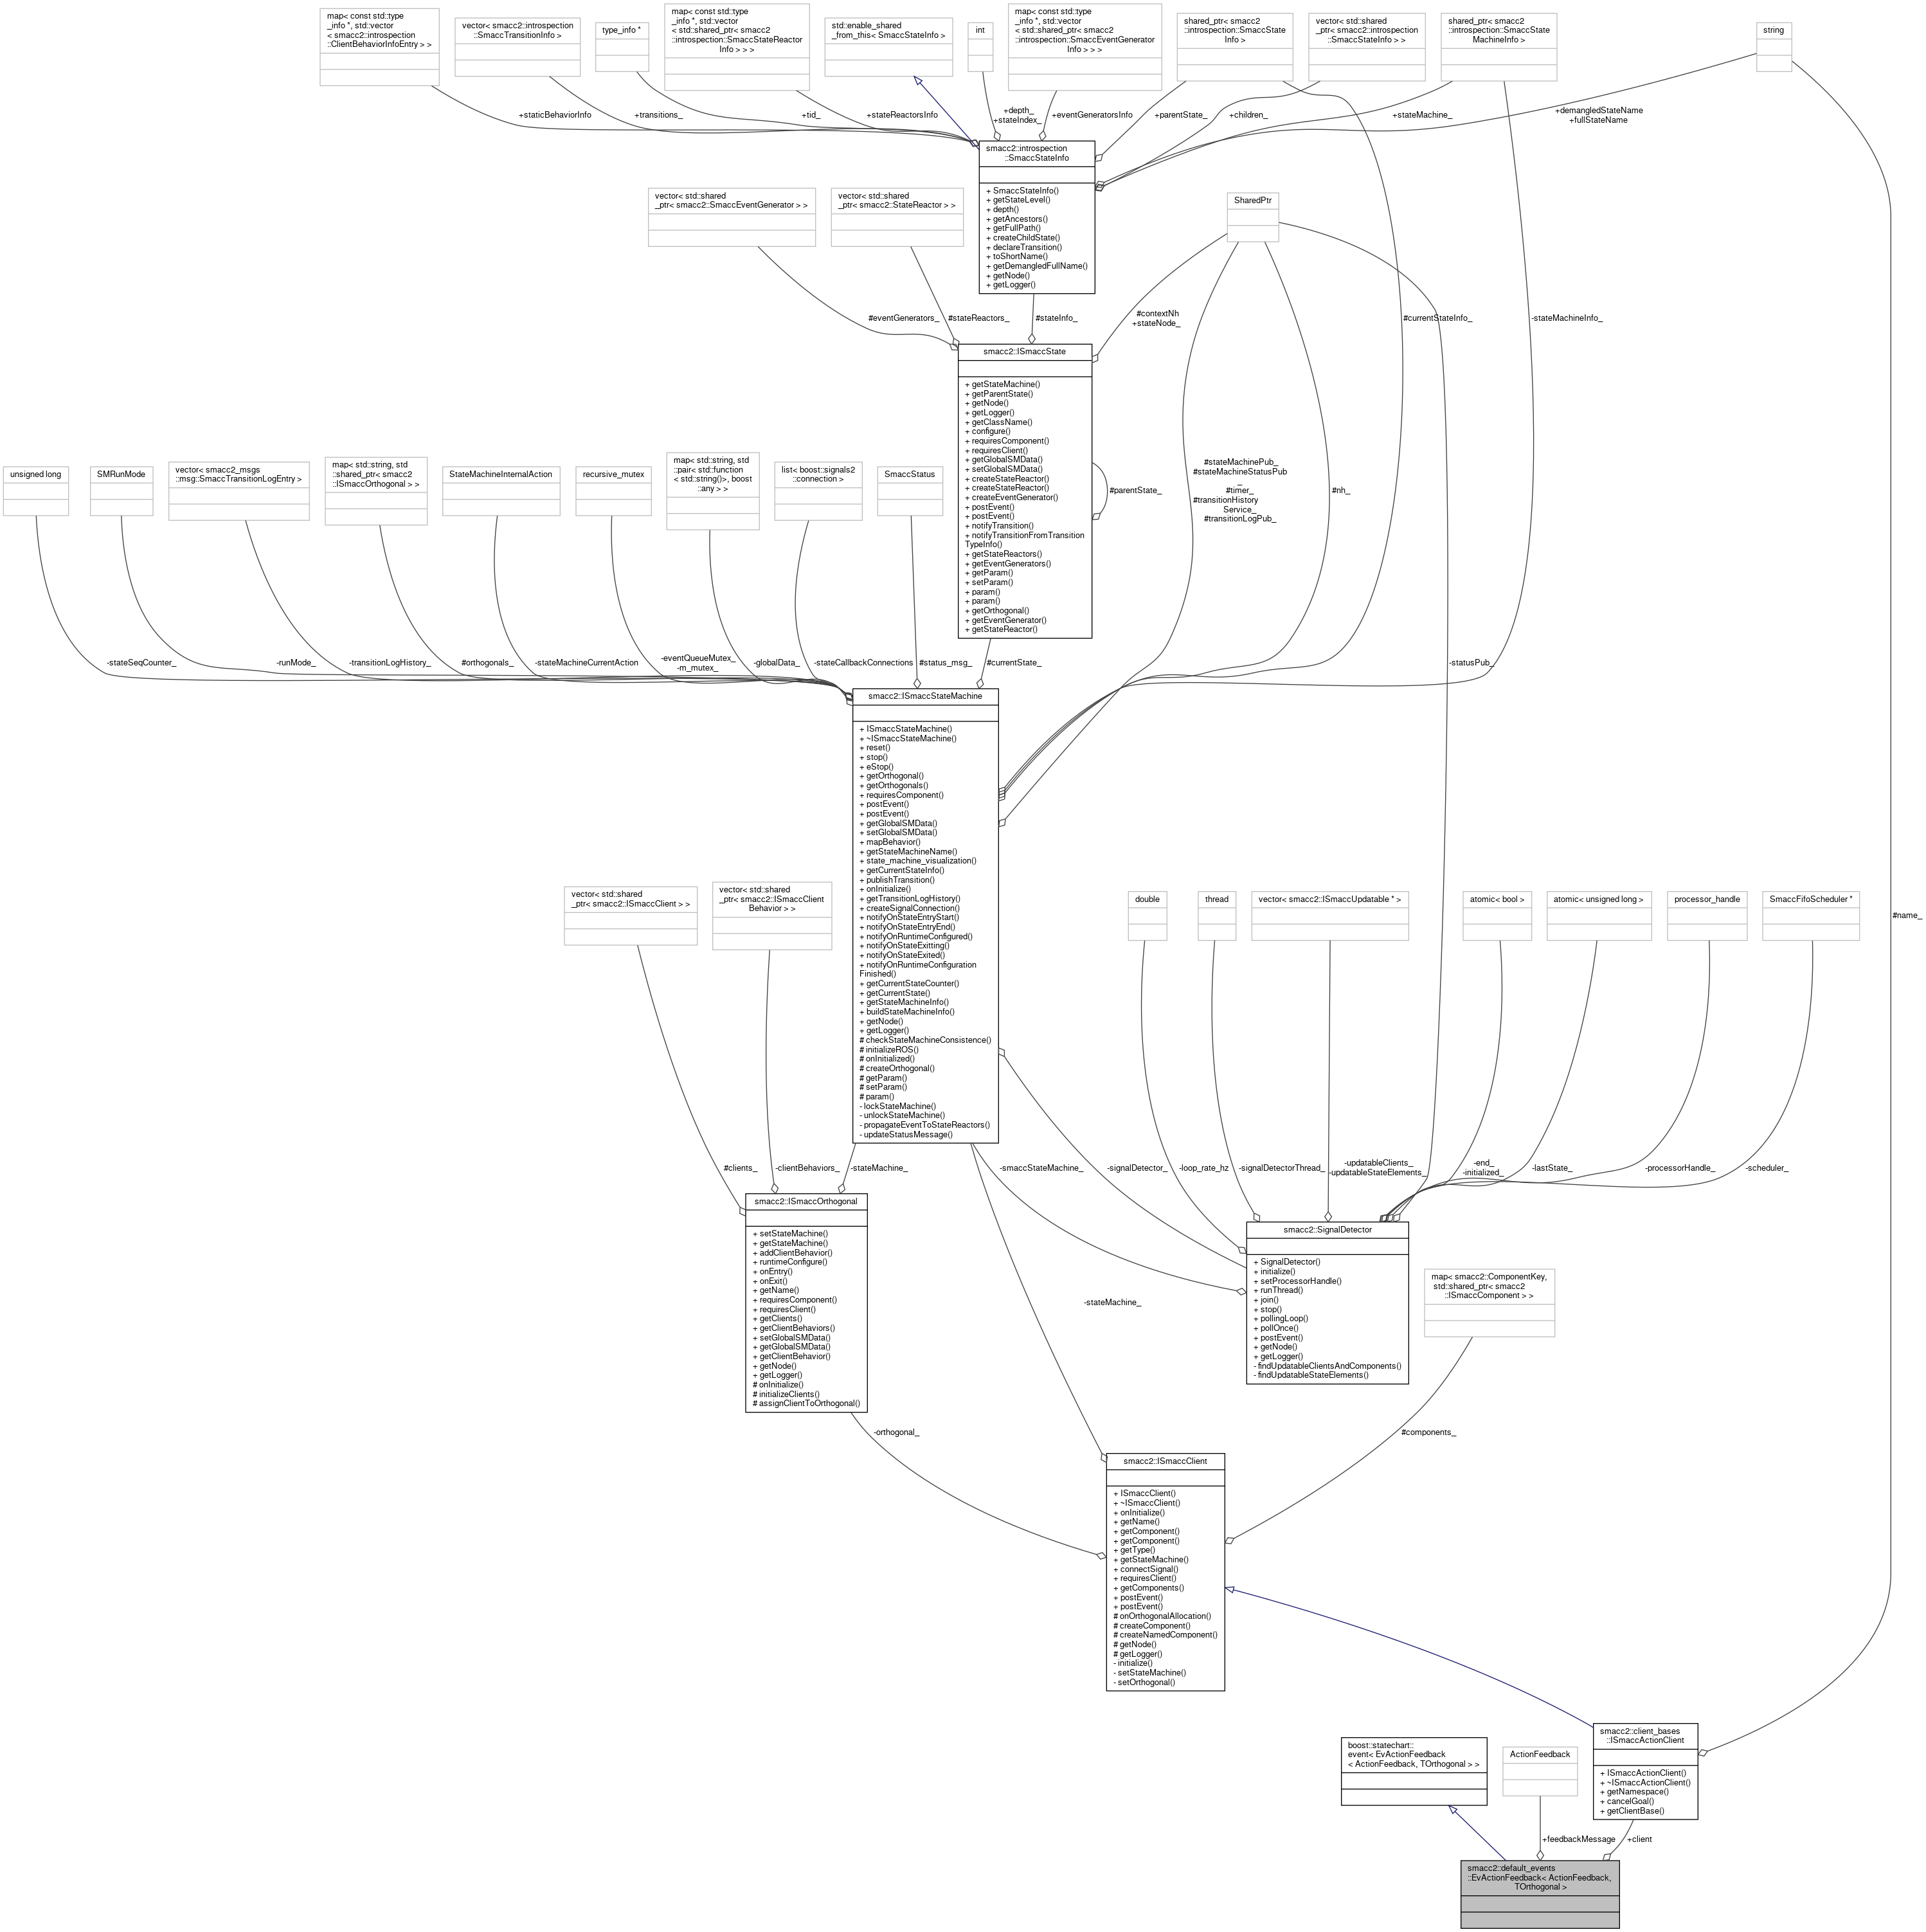 map< const std::type
_info *, std::vector
< smacc2::introspection
::ClientBehaviorInfoEntry > >
vector< smacc2::introspection
::SmaccTransitionInfo >
type_info *
map< const std::type
_info *, std::vector
< std::shared_ptr< smacc2
::introspection::SmaccStateReactor
Info > > >
std::enable_shared
_from_this< SmaccStateInfo >
int
map< const std::type
_info *, std::vector
< std::shared_ptr< smacc2
::introspection::SmaccEventGenerator
Info > > >
shared_ptr< smacc2
::introspection::SmaccState
Info >
vector< std::shared
_ptr< smacc2::introspection
::SmaccStateInfo > >
shared_ptr< smacc2
::introspection::SmaccState
MachineInfo >
string
+staticBehaviorInfo
+transitions_
+tid_
+stateReactorsInfo
+depth_
+stateIndex_
+eventGeneratorsInfo
+parentState_
+children_
+stateMachine_
+demangledStateName
+fullStateName
smacc2::introspection
::SmaccStateInfo
+ SmaccStateInfo()
+ getStateLevel()
+ depth()
+ getAncestors()
+ getFullPath()
+ createChildState()
+ declareTransition()
+ toShortName()
+ getDemangledFullName()
+ getNode()
+ getLogger()
vector< std::shared
_ptr< smacc2::SmaccEventGenerator > >
vector< std::shared
_ptr< smacc2::StateReactor > >
SharedPtr
#eventGenerators_
#stateReactors_
#stateInfo_
#contextNh
+stateNode_
#currentStateInfo_
-stateMachineInfo_
smacc2::ISmaccState
+ getStateMachine()
+ getParentState()
+ getNode()
+ getLogger()
+ getClassName()
+ configure()
+ requiresComponent()
+ requiresClient()
+ getGlobalSMData()
+ setGlobalSMData()
+ createStateReactor()
+ createStateReactor()
+ createEventGenerator()
+ postEvent()
+ postEvent()
+ notifyTransition()
+ notifyTransitionFromTransition
TypeInfo()
+ getStateReactors()
+ getEventGenerators()
+ getParam()
+ setParam()
+ param()
+ param()
+ getOrthogonal()
+ getEventGenerator()
+ getStateReactor()
#parentState_
#stateMachinePub_
#stateMachineStatusPub
_
#timer_
#transitionHistory
Service_
#transitionLogPub_
#nh_
unsigned long
SMRunMode
vector< smacc2_msgs
::msg::SmaccTransitionLogEntry >
map< std::string, std
::shared_ptr< smacc2
::ISmaccOrthogonal > >
StateMachineInternalAction
recursive_mutex
map< std::string, std
::pair< std::function
< std::string()>, boost
::any > >
list< boost::signals2
::connection >
SmaccStatus
-stateSeqCounter_
-runMode_
-transitionLogHistory_
#orthogonals_
-stateMachineCurrentAction
-eventQueueMutex_
-m_mutex_
-globalData_
-stateCallbackConnections
#status_msg_
#currentState_
-statusPub_
smacc2::ISmaccStateMachine
+ ISmaccStateMachine()
+ ~ISmaccStateMachine()
+ reset()
+ stop()
+ eStop()
+ getOrthogonal()
+ getOrthogonals()
+ requiresComponent()
+ postEvent()
+ postEvent()
+ getGlobalSMData()
+ setGlobalSMData()
+ mapBehavior()
+ getStateMachineName()
+ state_machine_visualization()
+ getCurrentStateInfo()
+ publishTransition()
+ onInitialize()
+ getTransitionLogHistory()
+ createSignalConnection()
+ notifyOnStateEntryStart()
+ notifyOnStateEntryEnd()
+ notifyOnRuntimeConfigured()
+ notifyOnStateExitting()
+ notifyOnStateExited()
+ notifyOnRuntimeConfiguration
Finished()
+ getCurrentStateCounter()
+ getCurrentState()
+ getStateMachineInfo()
+ buildStateMachineInfo()
+ getNode()
+ getLogger()
# checkStateMachineConsistence()
# initializeROS()
# onInitialized()
# createOrthogonal()
# getParam()
# setParam()
# param()
- lockStateMachine()
- unlockStateMachine()
- propagateEventToStateReactors()
- updateStatusMessage()
vector< std::shared
_ptr< smacc2::ISmaccClient > >
vector< std::shared
_ptr< smacc2::ISmaccClient
Behavior > >
double
thread
vector< smacc2::ISmaccUpdatable * >
atomic< bool >
atomic< unsigned long >
processor_handle
SmaccFifoScheduler *
#name_
#clients_
-clientBehaviors_
-stateMachine_
-smaccStateMachine_
-signalDetector_
-loop_rate_hz
-signalDetectorThread_
-updatableClients_
-updatableStateElements_
-end_
-initialized_
-lastState_
-processorHandle_
-scheduler_
smacc2::ISmaccOrthogonal
+ setStateMachine()
+ getStateMachine()
+ addClientBehavior()
+ runtimeConfigure()
+ onEntry()
+ onExit()
+ getName()
+ requiresComponent()
+ requiresClient()
+ getClients()
+ getClientBehaviors()
+ setGlobalSMData()
+ getGlobalSMData()
+ getClientBehavior()
+ getNode()
+ getLogger()
# onInitialize()
# initializeClients()
# assignClientToOrthogonal()
smacc2::SignalDetector
+ SignalDetector()
+ initialize()
+ setProcessorHandle()
+ runThread()
+ join()
+ stop()
+ pollingLoop()
+ pollOnce()
+ postEvent()
+ getNode()
+ getLogger()
- findUpdatableClientsAndComponents()
- findUpdatableStateElements()
map< smacc2::ComponentKey,
std::shared_ptr< smacc2
::ISmaccComponent > >
-stateMachine_
-orthogonal_
#components_
smacc2::ISmaccClient
+ ISmaccClient()
+ ~ISmaccClient()
+ onInitialize()
+ getName()
+ getComponent()
+ getComponent()
+ getType()
+ getStateMachine()
+ connectSignal()
+ requiresClient()
+ getComponents()
+ postEvent()
+ postEvent()
# onOrthogonalAllocation()
# createComponent()
# createNamedComponent()
# getNode()
# getLogger()
- initialize()
- setStateMachine()
- setOrthogonal()
smacc2::client_bases
::ISmaccActionClient
+ ISmaccActionClient()
+ ~ISmaccActionClient()
+ getNamespace()
+ cancelGoal()
+ getClientBase()
boost::statechart::
event< EvActionFeedback
< ActionFeedback, TOrthogonal > >
ActionFeedback
+feedbackMessage
+client
smacc2::default_events
::EvActionFeedback< ActionFeedback,
TOrthogonal >